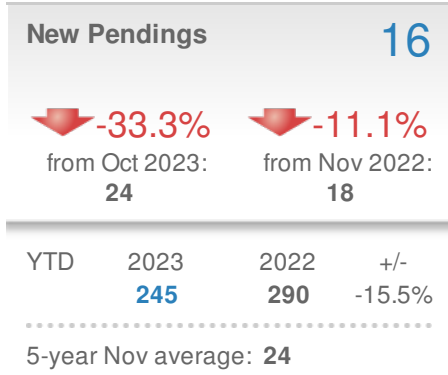 New Pendings 16
-33.3% -11.1%
from Oct 2023: from Nov 2022:
24 18
YTD 2023 2022 +/-
245 290 -15.5%
5-year Nov average: 24